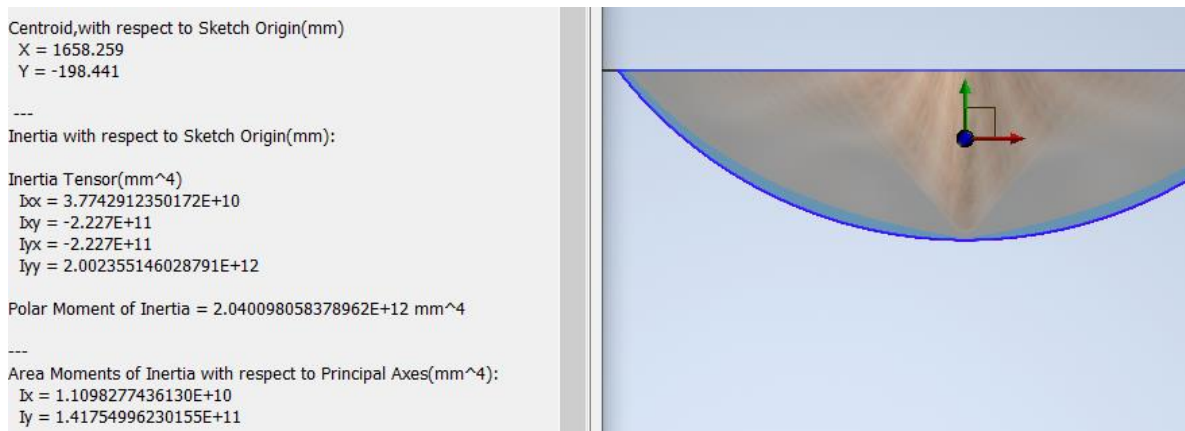 Centroid,with respect to Sketch Origin(mm)
X = 1658.259
Y = -198.441
---
Inertia with respect to Sketch Origin(mm):
Inertia Tensor(mm^4)
Ixx = 3.7742912350172E+10
Ixy = -2.227E+11
Iyx = -2.227E+11
Iyy = 2.002355146028791E+12
Polar Moment of Inertia = 2.040098058378962E+12 mm^4
---
Area Moments of Inertia with respect to Principal Axes(mm^4):
Ix = 1.1098277436130E+10
Iy = 1.41754996230155E+11